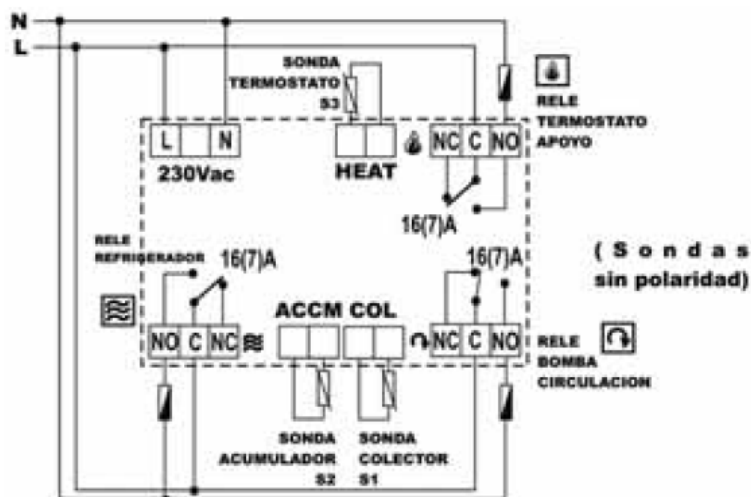 N
L
SONDA
TERMOSTATO
S3
RELE
TERMOSTATO
APOYO
L N
230Vac
HEAT
NC C NO
16(7)A
RELE
REFRIGERADOR
16(7)A
16(7)A
(Sondas
sin polaridad)
ACCM COL
NO C NC
NC C NO
RELE
BOMBA
CIRCULACION
SONDA
ACUMULADOR
S2
SONDA
COLECTOR
S1